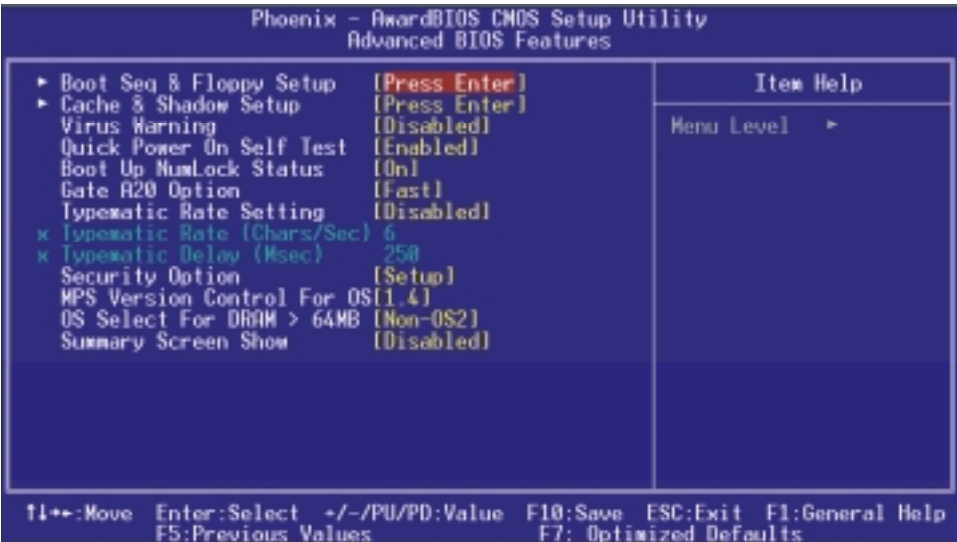 Phoenix - AwardBIOS CMOS Setup Utility
Advanced BIOS Features
► Boot Seq & Floppy Setup [Press Enter]
► Cache & Shadow Setup [Press Enter]
Virus Warning [Disabled]
Quick Power On Self Test [Enabled]
Boot Up NumLock Status [On]
Gate A20 Option [Fast]
Typematic Rate Setting [Disabled]
x Typematic Rate (Chars/Sec) 6
x Typematic Delay (Msec) 250
Security Option [Setup]
MPS Version Control For OS[1.4]
OS Select For DRAM > 64MB [Non-OS2]
Summary Screen Show [Disabled]
Item Help
Menu Level ►
↑↓→←:Move Enter:Select +/-/PU/PD:Value F10:Save ESC:Exit F1:General Help
F5:Previous Values F7: Optimized Defaults